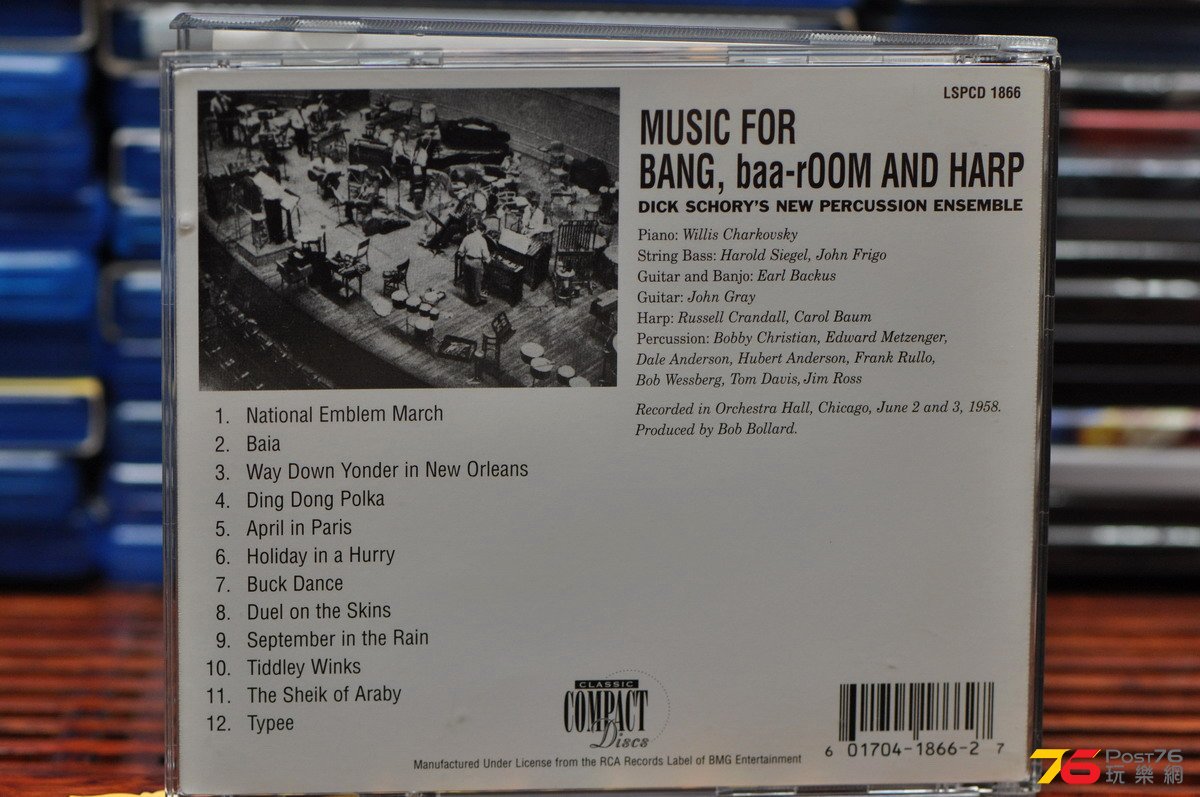 LSPCD 1866
MUSIC FOR
BANG, baa-rOOM AND HARP
DICK SCHORY'S NEW PERCUSSION ENSEMBLE
Piano: Willis Charkovsky
String Bass: Harold Siegel, John Frigo
Guitar and Banjo: Earl Backus
Guitar: John Gray
Harp: Russell Crandall, Carol Baum
Percussion: Bobby Christian, Edward Metzenger,
Dale Anderson, Hubert Anderson, Frank Rullo,
Bob Wessberg, Tom Davis, Jim Ross
Recorded in Orchestra Hall, Chicago, June 2 and 3, 1958.
Produced by Bob Bollard.
1. National Emblem March
2. Baia
3. Way Down Yonder in New Orleans
4. Ding Dong Polka
5. April in Paris
6. Holiday in a Hurry
7. Buck Dance
8. Duel on the Skins
9. September in the Rain
10. Tiddley Winks
11. The Sheik of Araby
12. Typee
CLASSIC
COMPACT
Discs
Manufactured Under License from the RCA Records Label of BMG Entertainment
6 01704-1866-2 7
76 POST76
玩樂網